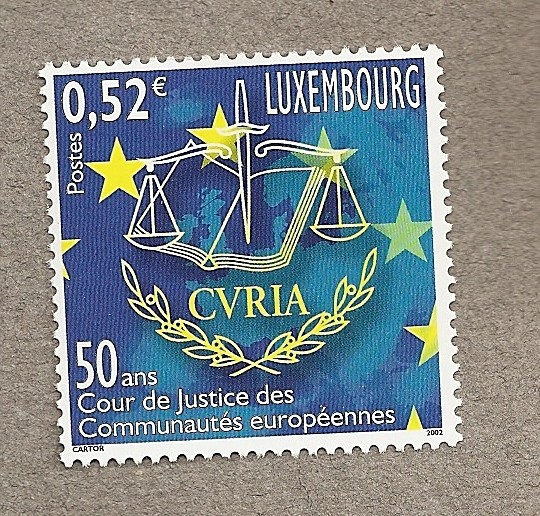 0,52€ LUXEMBOURG
Postes
CVRIA
50 ans
Cour de Justice des
Communautés européennes
CARTOR 2002